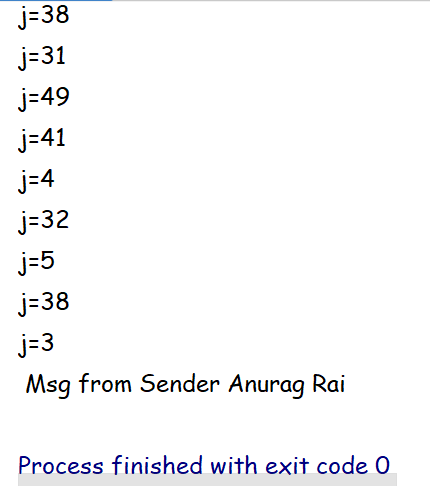 j=38
j=31
j=49
j=41
j=4
j=32
j=5
j=38
j=3
Msg from Sender Anurag Rai
Process finished with exit code 0